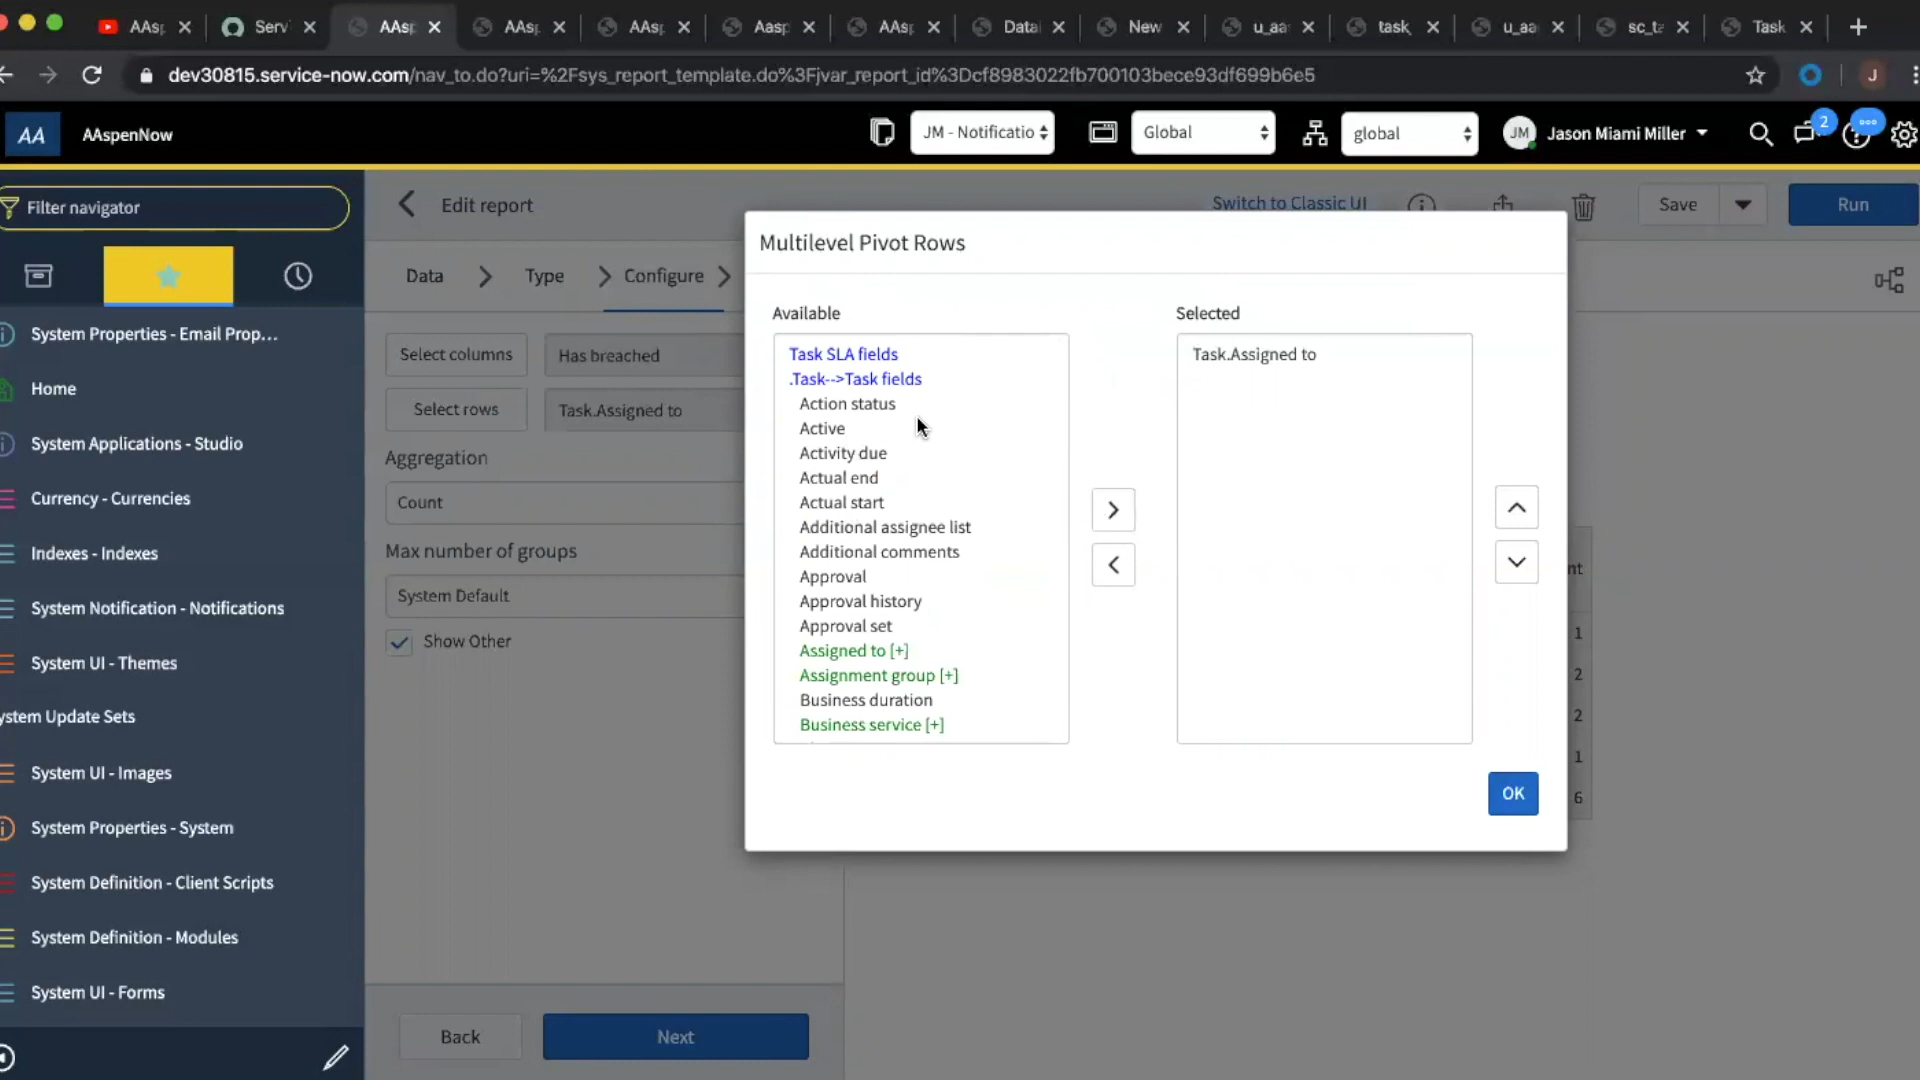 AAsp
Serv
AAsp
AAsp
AAsp
Aasp
AAsp
Data
New
u_aa
task_
u_aa
sc_ta
Task
dev30815.service-now.com/nav_to.do?uri=%2Fsys_report_template.do%3Fjvar_report_id%3Dcf8983022fb700103bece93df699b6e5
J
AA
AAspenNow
JM - Notificatio
Global
global
JM
Jason Miami Miller
2
Filter navigator
System Properties - Email Prop...
Home
System Applications - Studio
Currency - Currencies
Indexes - Indexes
System Notification - Notifications
System UI - Themes
ystem Update Sets
System UI - Images
System Properties - System
System Definition - Client Scripts
System Definition - Modules
System UI - Forms
Edit report
Switch to Classic UI
Save
Run
Data
Type
Configure
Select columns
Has breached
Select rows
Task.Assigned to
Aggregation
Count
Max number of groups
System Default
Show Other
Back
Next
Multilevel Pivot Rows
Available
Task SLA fields
.Task-->Task fields
Action status
Active
Activity due
Actual end
Actual start
Additional assignee list
Additional comments
Approval
Approval history
Approval set
Assigned to [+]
Assignment group [+]
Business duration
Business service [+]
Selected
Task.Assigned to
OK
nt
1
2
2
1
6